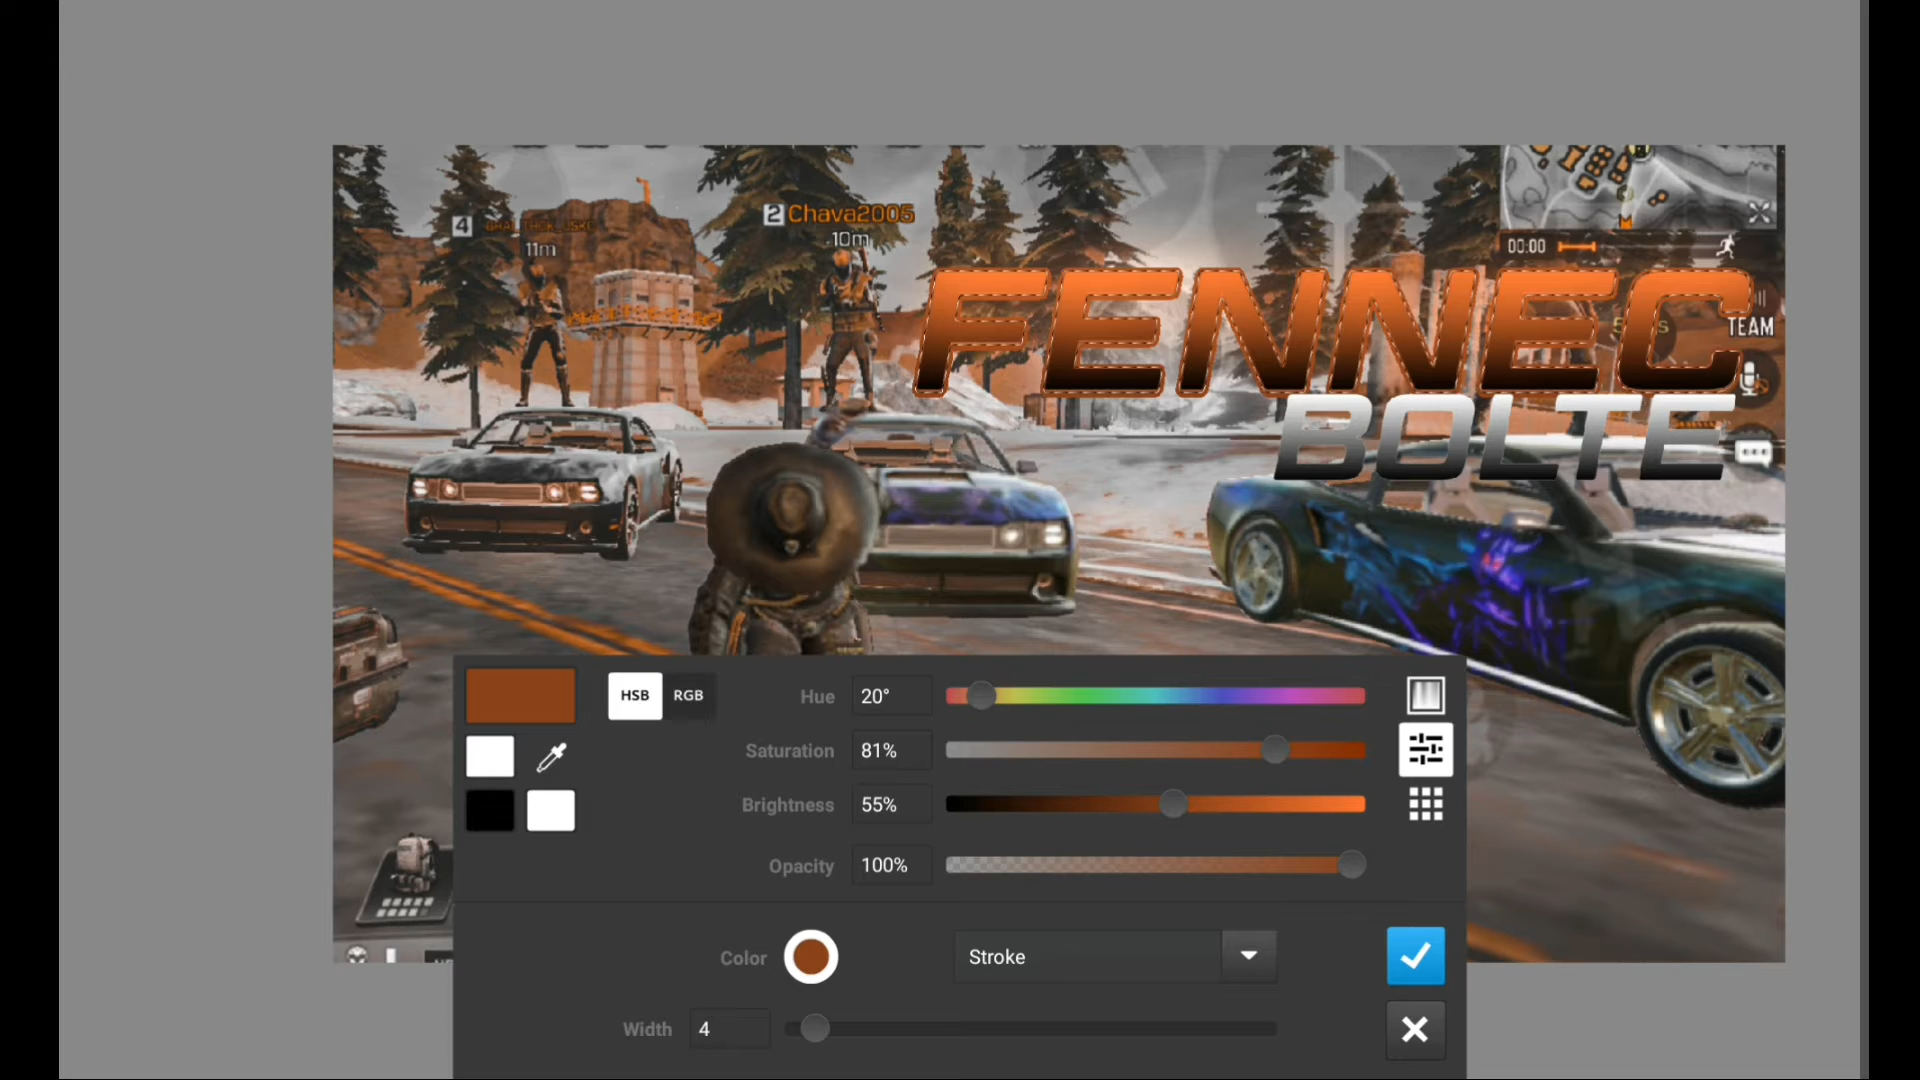 2 Chava2005
4
10m
11m
00:00
FENNEC
TEAM
BOLTE
HSB RGB Hue 20°
Saturation 81%
Brightness 55%
Opacity 100%
Color Stroke
Width 4